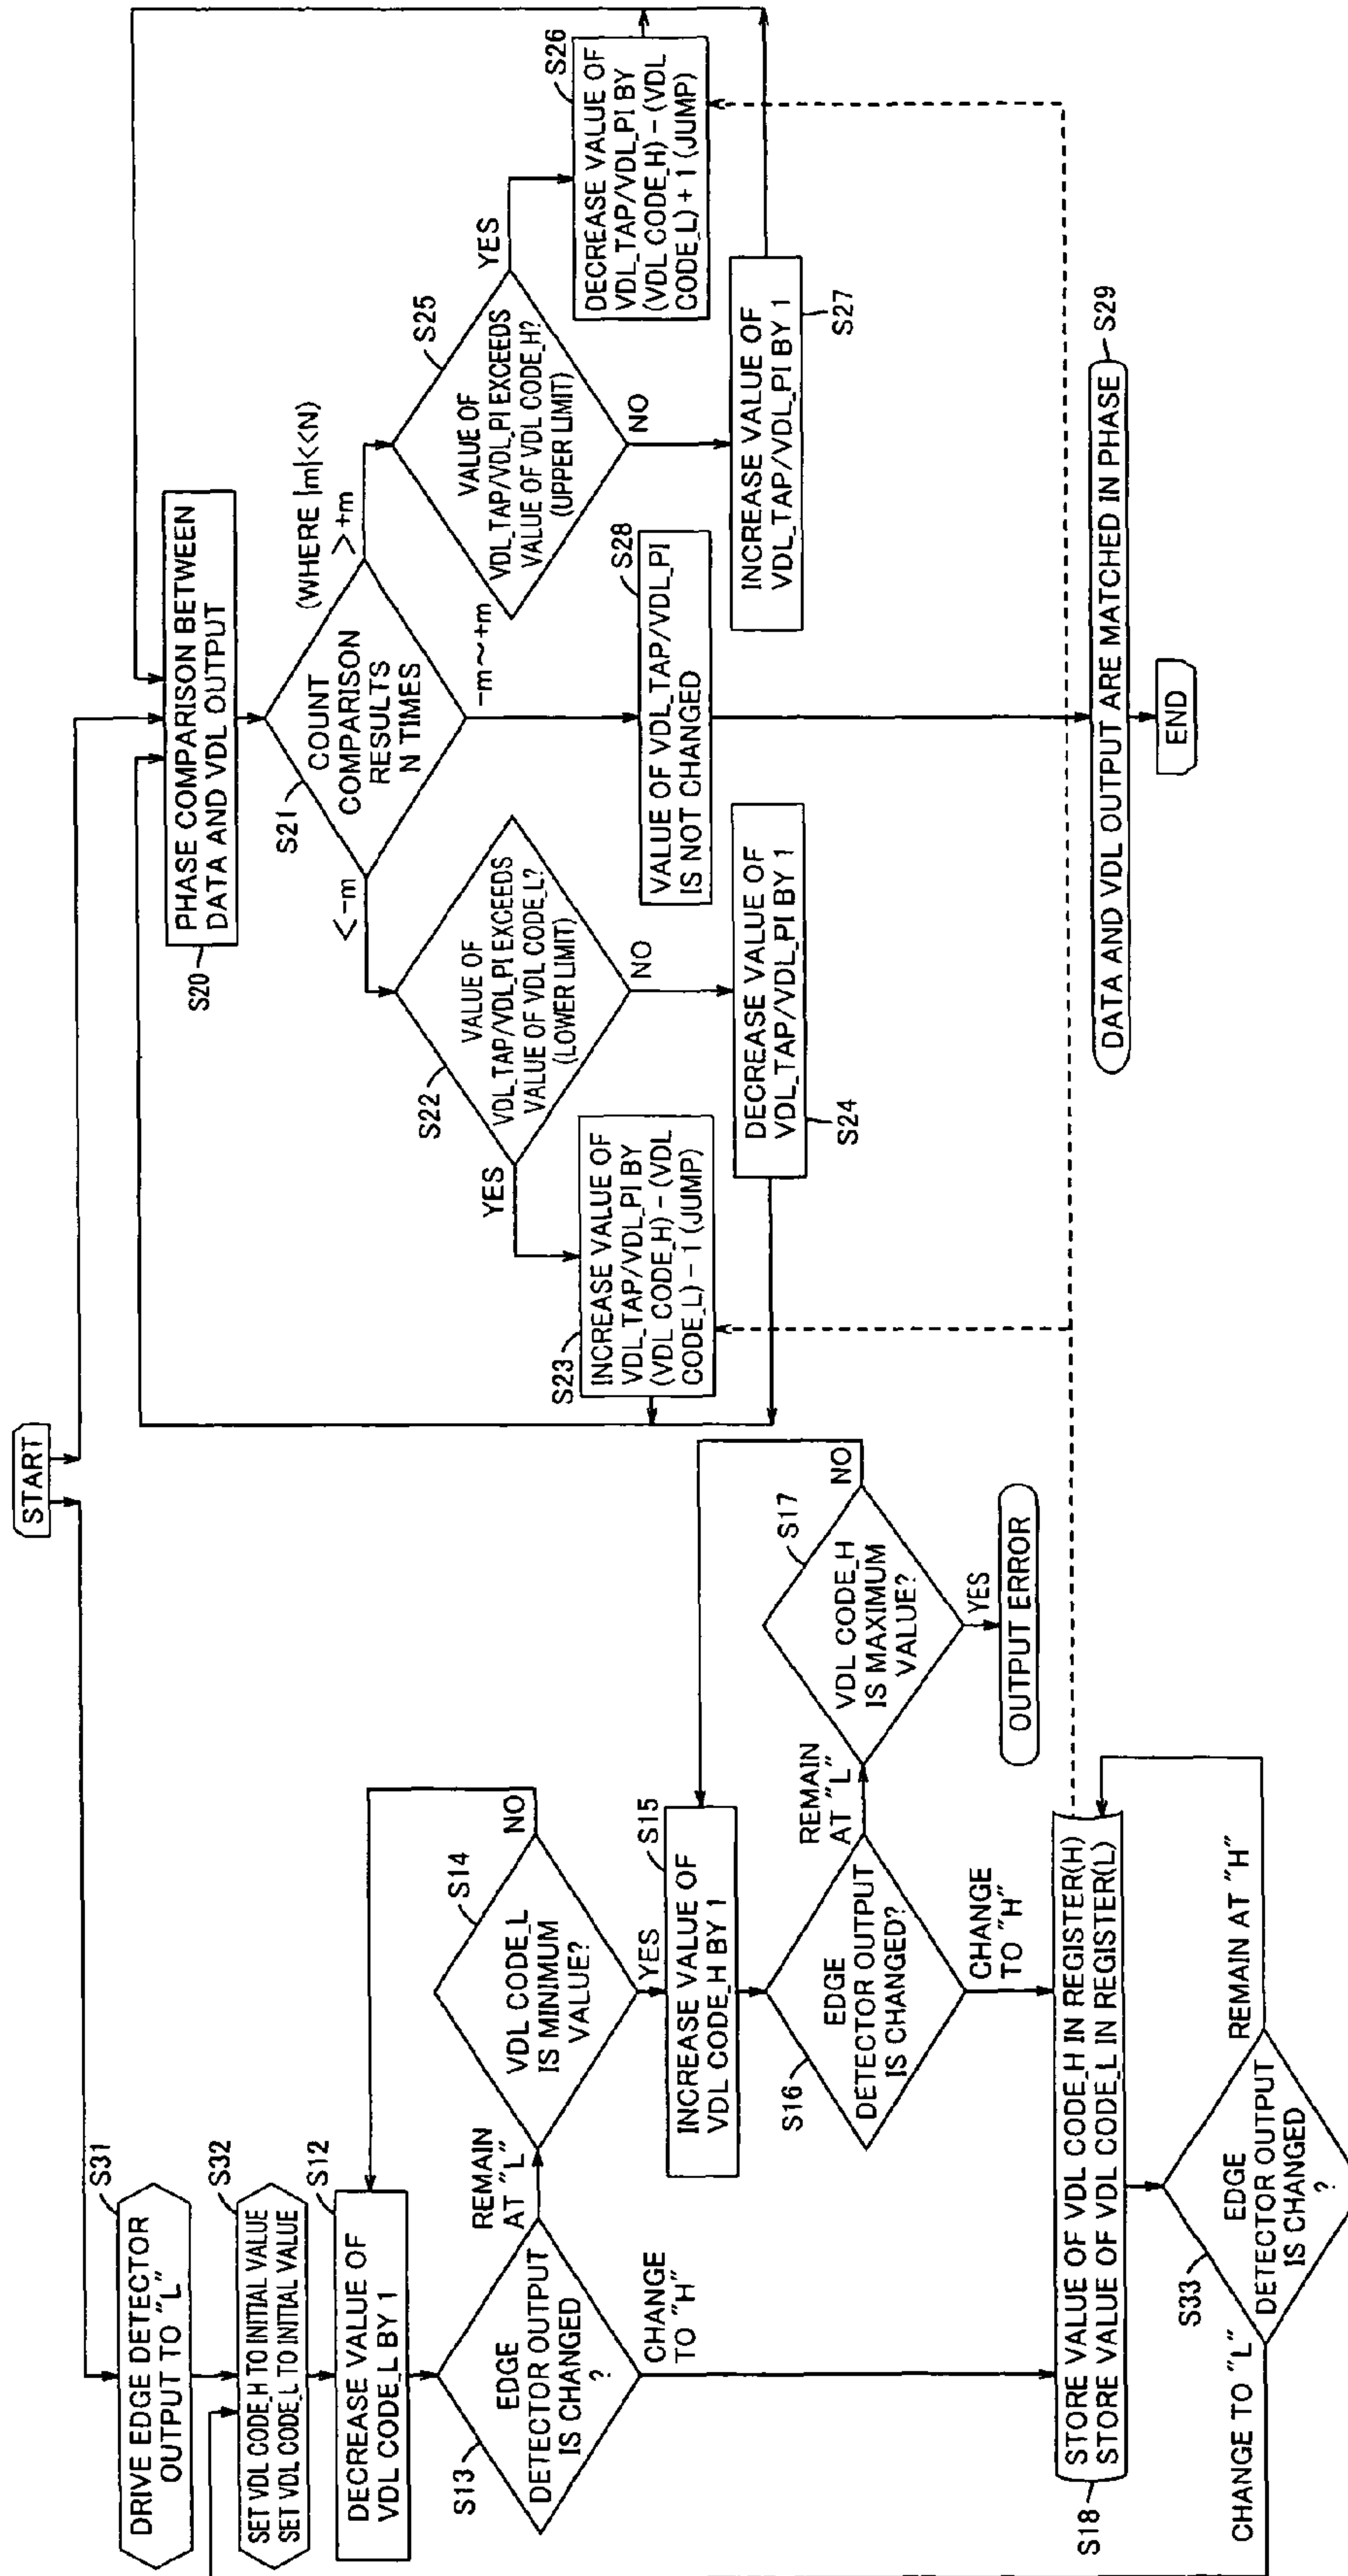 START
S31
DRIVE EDGE DETECTOR
OUTPUT TO "L"
S32
SET VDL CODE_H TO INITIAL VALUE
SET VDL CODE_L TO INITIAL VALUE
S12
DECREASE VALUE OF
VDL CODE_L BY 1
S13
EDGE
DETECTOR OUTPUT
IS CHANGED
?
REMAIN
AT "L"
CHANGE
TO "H"
S14
VDL CODE_L
IS MINIMUM
VALUE?
NO
YES
S15
INCREASE VALUE OF
VDL CODE_H BY 1
S16
EDGE
DETECTOR OUTPUT
IS CHANGED?
REMAIN
AT "L"
CHANGE
TO "H"
S17
VDL CODE_H
IS MAXIMUM
VALUE?
NO
YES
OUTPUT ERROR
S18
STORE VALUE OF VDL CODE_H IN REGISTER(H)
STORE VALUE OF VDL CODE_L IN REGISTER(L)
S33
EDGE
DETECTOR OUTPUT
IS CHANGED
?
CHANGE TO "L"
REMAIN AT "H"
S20
PHASE COMPARISON BETWEEN
DATA AND VDL OUTPUT
S21
COUNT
COMPARISON
RESULTS
N TIMES
(WHERE |m|<<N)
<-m
>+m
-m~+m
S22
VALUE OF
VDL_TAP/VDL_PI EXCEEDS
VALUE OF VDL CODE_L?
(LOWER LIMIT)
YES
NO
S23
INCREASE VALUE OF
VDL_TAP/VDL_PI BY
(VDL CODE_H) - (VDL
CODE_L) - 1 (JUMP)
S24
DECREASE VALUE OF
VDL_TAP/VDL_PI BY 1
S28
VALUE OF VDL_TAP/VDL_PI
IS NOT CHANGED
S25
VALUE OF
VDL_TAP/VDL_PI EXCEEDS
VALUE OF VDL CODE_H?
(UPPER LIMIT)
YES
NO
S26
DECREASE VALUE OF
VDL_TAP/VDL_PI BY
(VDL CODE_H) - (VDL
CODE_L) + 1 (JUMP)
S27
INCREASE VALUE OF
VDL_TAP/VDL_PI BY 1
S29
DATA AND VDL OUTPUT ARE MATCHED IN PHASE
END